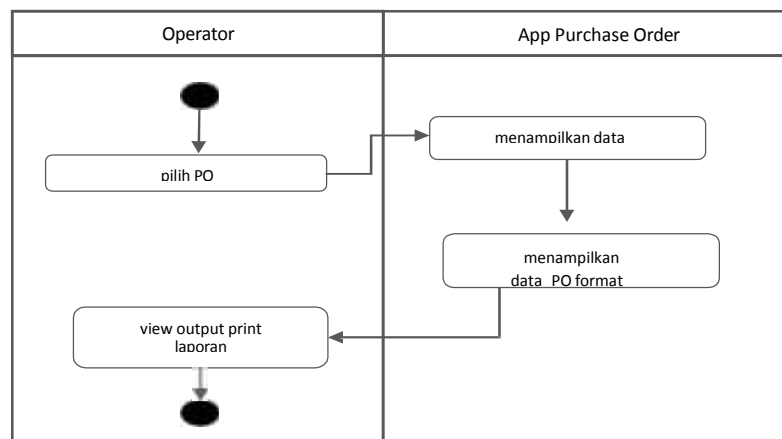 Operator
App Purchase Order
menampilkan data
pilih PO
menampilkan
data PO format
view output print
laporan